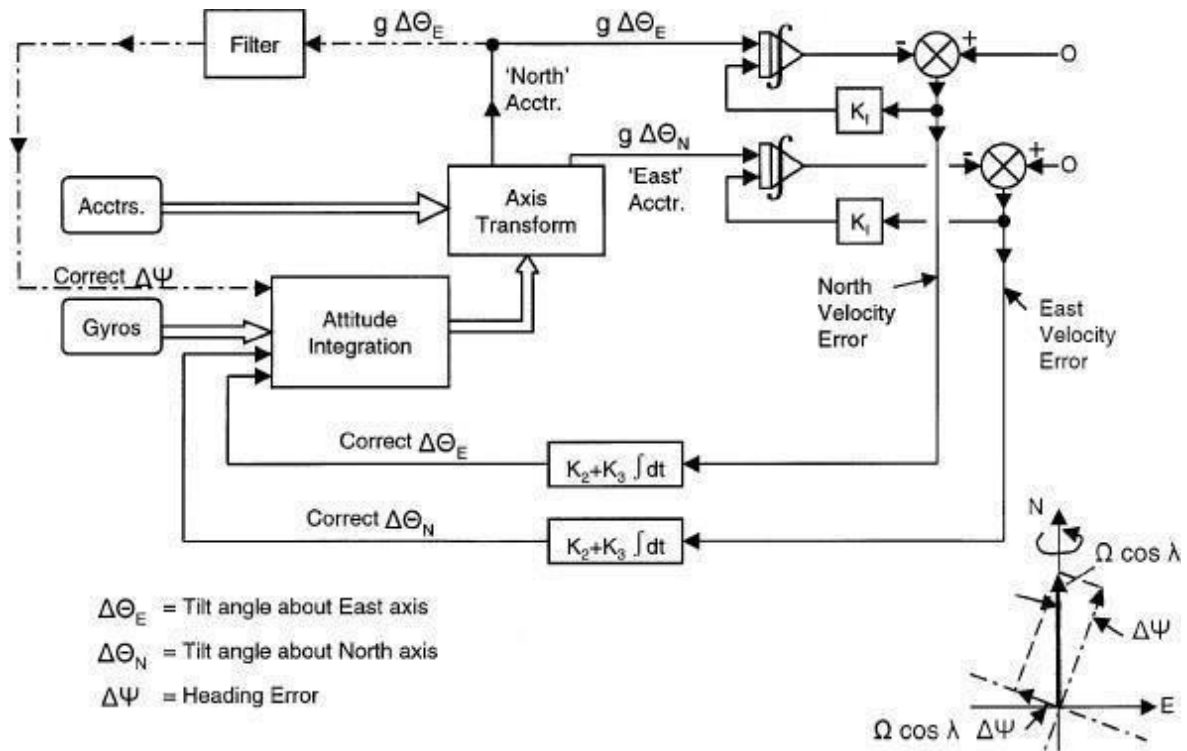 Filter
g ΔΘE
g ΔΘE
'North'
Acctr.
- +
O
K1
g ΔΘN
'East'
Acctr.
- +
O
K1
Acctrs.
Axis
Transform
Correct ΔΨ
Gyros
Attitude
Integration
North
Velocity
Error
East
Velocity
Error
Correct ΔΘE
K2+K3 ∫ dt
Correct ΔΘN
K2+K3 ∫ dt
N
Ω cos λ
ΔΨ
E
Ω cos λ ΔΨ
ΔΘE = Tilt angle about East axis
ΔΘN = Tilt angle about North axis
ΔΨ = Heading Error